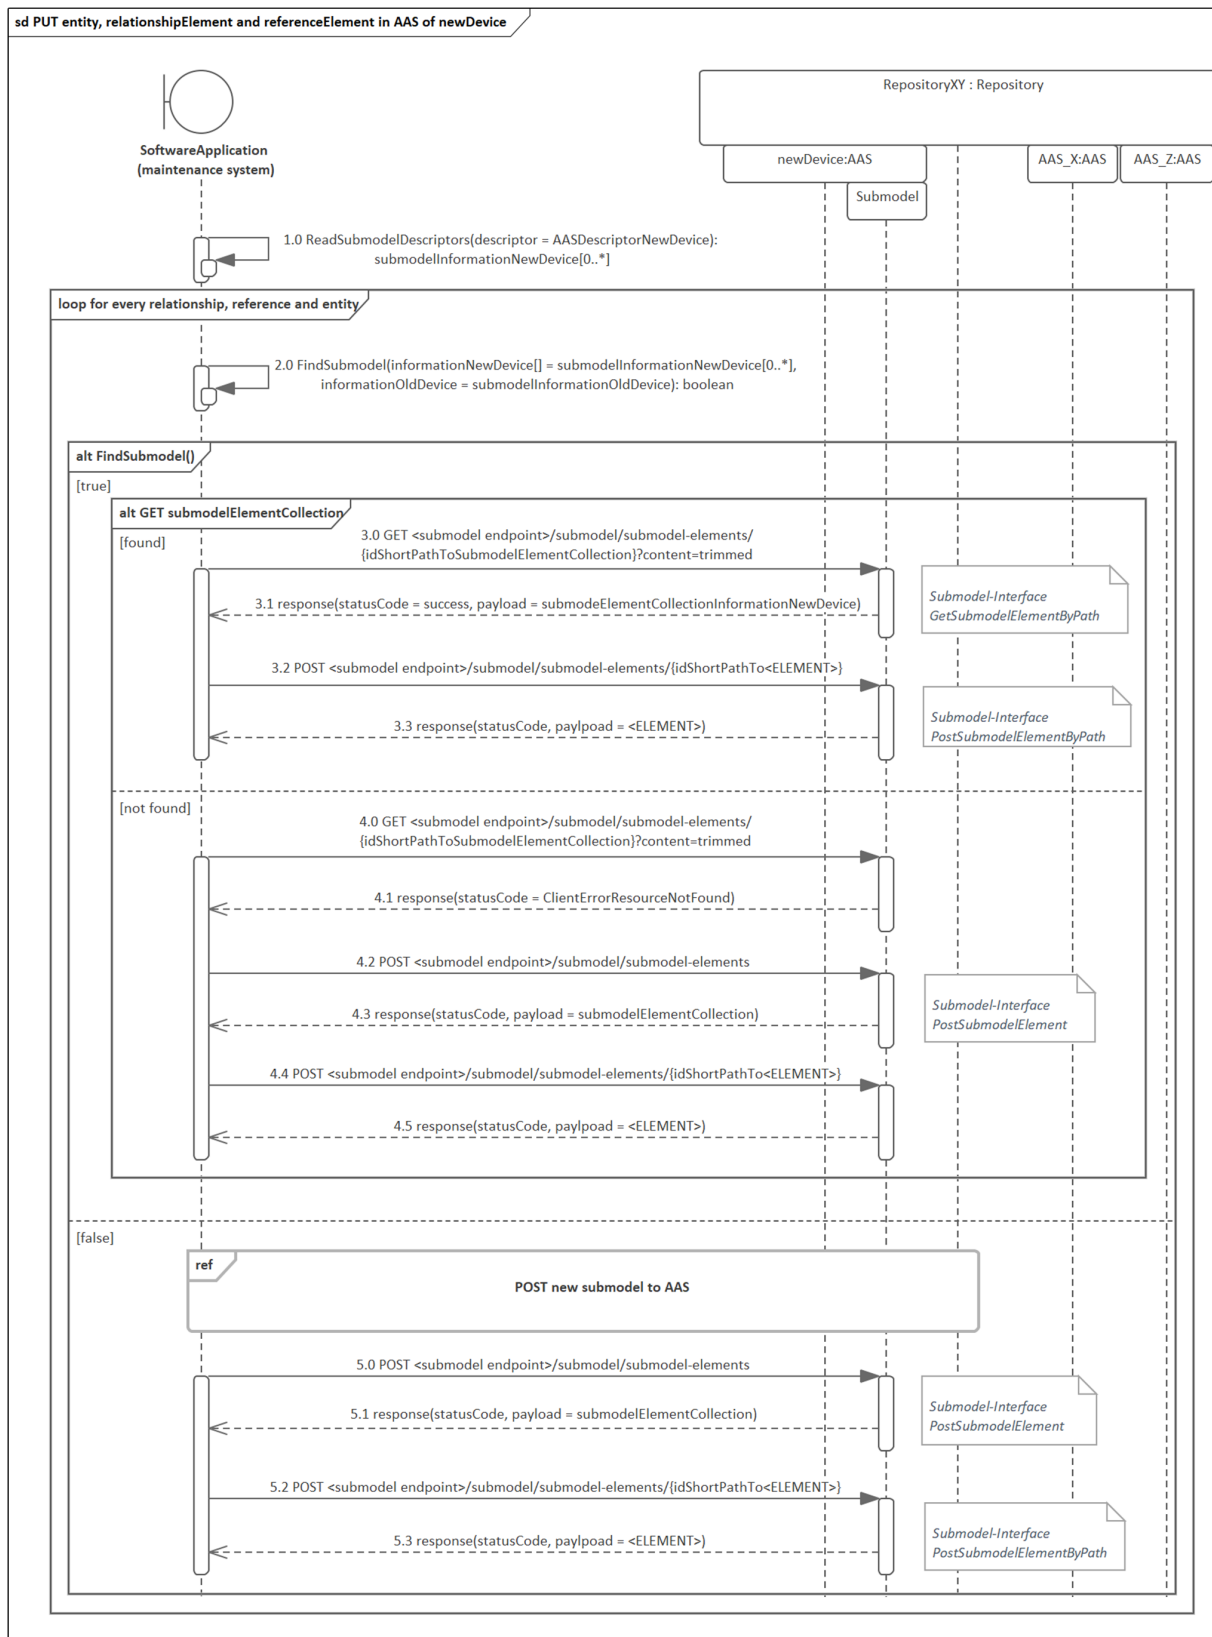 sd PUT entity, relationshipElement and referenceElement in AAS of newDevice
RepositoryXY : Repository
SoftwareApplication
(maintenance system)
newDevice:AAS
AAS_X:AAS
AAS_Z:AAS
Submodel
1.0 ReadSubmodelDescriptors(descriptor = AASDescriptorNewDevice):
submodelInformationNewDevice[0..*]
loop for every relationship, reference and entity
2.0 FindSubmodel(informationNewDevice[] = submodelInformationNewDevice[0..*],
informationOldDevice = submodelInformationOldDevice): boolean
alt FindSubmodel()
[true]
alt GET submodelElementCollection
[found]
3.0 GET <submodel endpoint>/submodel/submodel-elements/
{idShortPathToSubmodelElementCollection}?content=trimmed
3.1 response(statusCode = success, payload = submodeElementCollectionInformationNewDevice)
Submodel-Interface
GetSubmodelElementByPath
3.2 POST <submodel endpoint>/submodel/submodel-elements/{idShortPathTo<ELEMENT>}
3.3 response(statusCode, paylpoad = <ELEMENT>)
Submodel-Interface
PostSubmodelElementByPath
[not found]
4.0 GET <submodel endpoint>/submodel/submodel-elements/
{idShortPathToSubmodelElementCollection}?content=trimmed
4.1 response(statusCode = ClientErrorResourceNotFound)
4.2 POST <submodel endpoint>/submodel/submodel-elements
4.3 response(statusCode, payload = submodelElementCollection)
Submodel-Interface
PostSubmodelElement
4.4 POST <submodel endpoint>/submodel/submodel-elements/{idShortPathTo<ELEMENT>}
4.5 response(statusCode, paylpoad = <ELEMENT>)
[false]
ref
POST new submodel to AAS
5.0 POST <submodel endpoint>/submodel/submodel-elements
5.1 response(statusCode, payload = submodelElementCollection)
Submodel-Interface
PostSubmodelElement
5.2 POST <submodel endpoint>/submodel/submodel-elements/{idShortPathTo<ELEMENT>}
5.3 response(statusCode, paylpoad = <ELEMENT>)
Submodel-Interface
PostSubmodelElementByPath